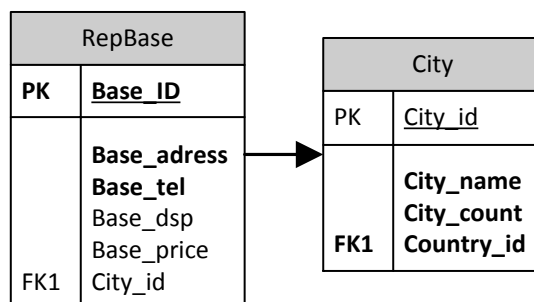 RepBase
PK Base_ID
Base_adress
Base_tel
Base_dsp
Base_price
FK1 City_id
City
PK City_id
City_name
City_count
FK1 Country_id